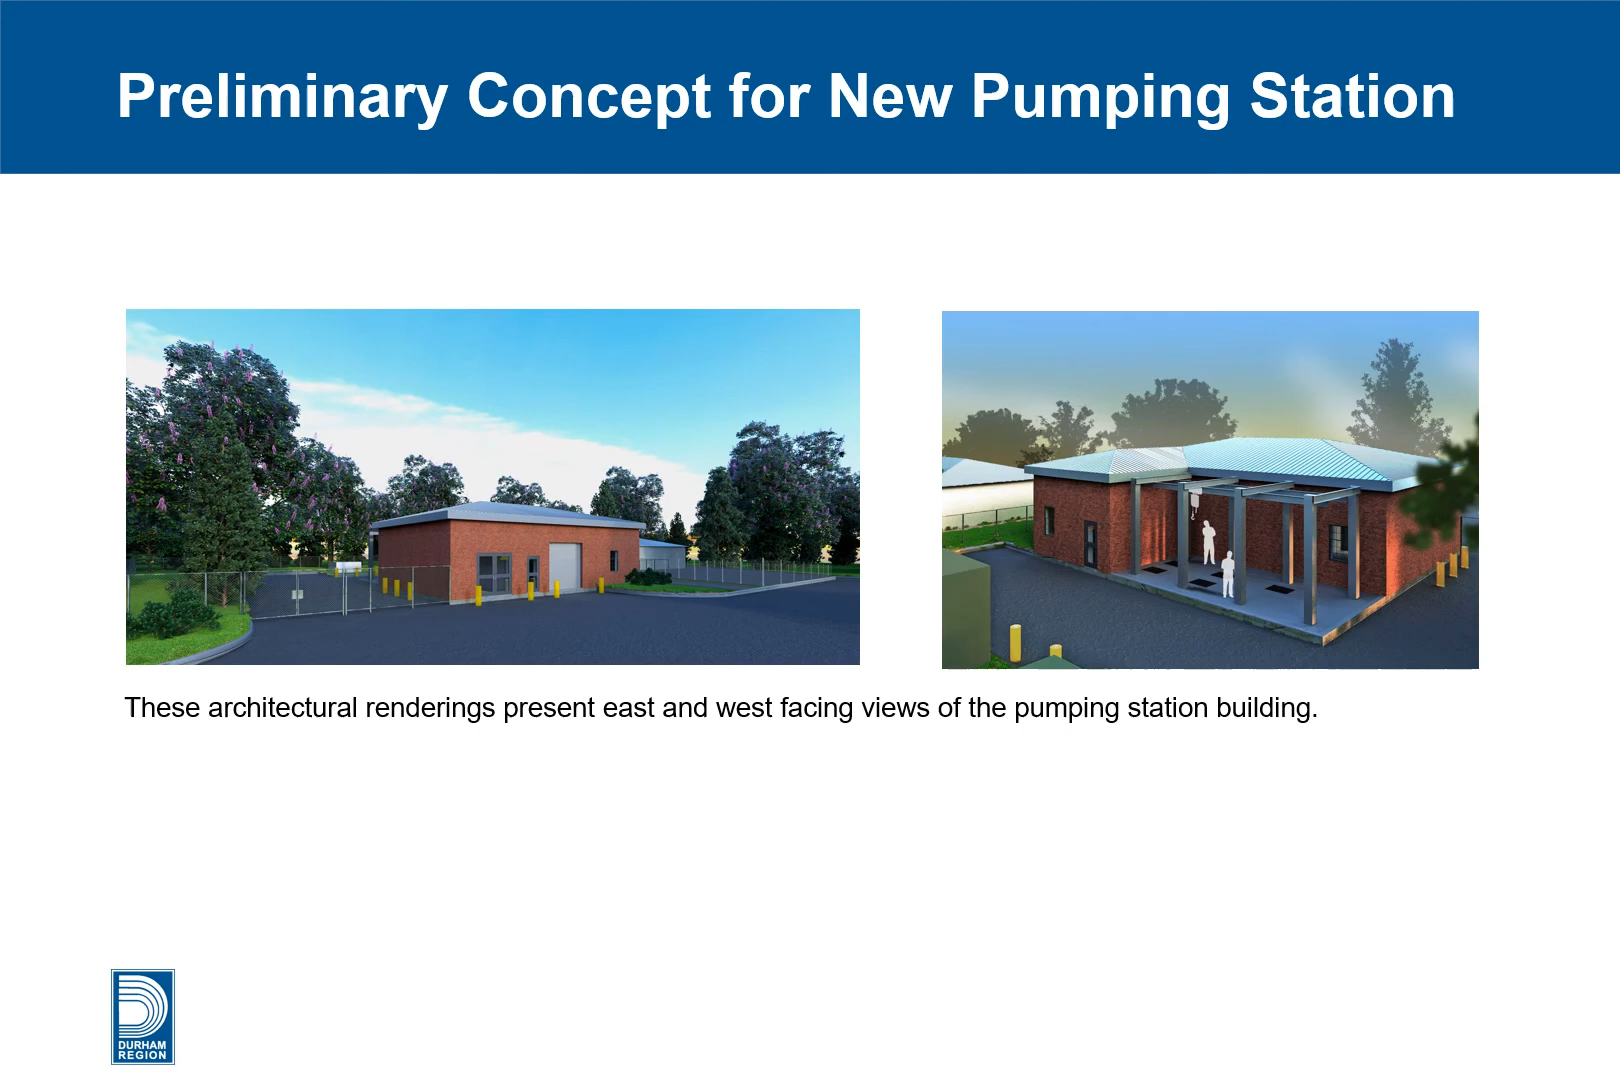 Preliminary Concept for New Pumping Station
These architectural renderings present east and west facing views of the pumping station building.
DURHAM
REGION